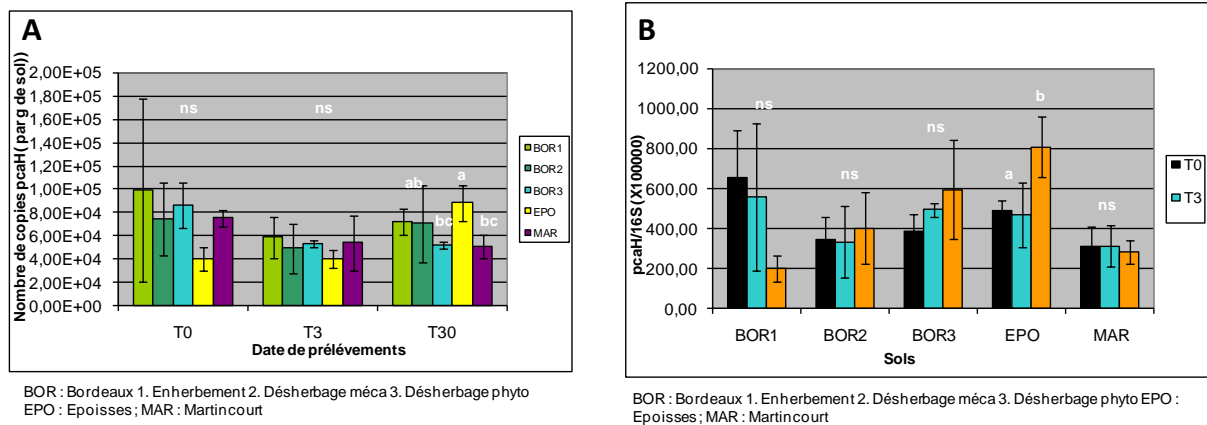 A
Nombre de copies pcaH( par g de sol))
2,00E+05
1,80E+05
1,60E+05
1,40E+05
1,20E+05
1,00E+05
8,00E+04
6,00E+04
4,00E+04
2,00E+04
0,00E+00
ns
ns
ab
a
bc
bc
T0
T3
T30
Date de prélévements
BOR1
BOR2
BOR3
EPO
MAR
BOR : Bordeaux 1. Enherbement 2. Désherbage méca 3. Désherbage phyto
EPO : Epoisses ; MAR : Martincourt
B
pcaH/16S (X100000)
1200,00
1000,00
800,00
600,00
400,00
200,00
0,00
ns
ns
ns
a
b
ns
BOR1
BOR2
BOR3
EPO
MAR
Sols
T0
T3
BOR : Bordeaux 1. Enherbement 2. Désherbage méca 3. Désherbage phyto EPO :
Epoisses ; MAR : Martincourt